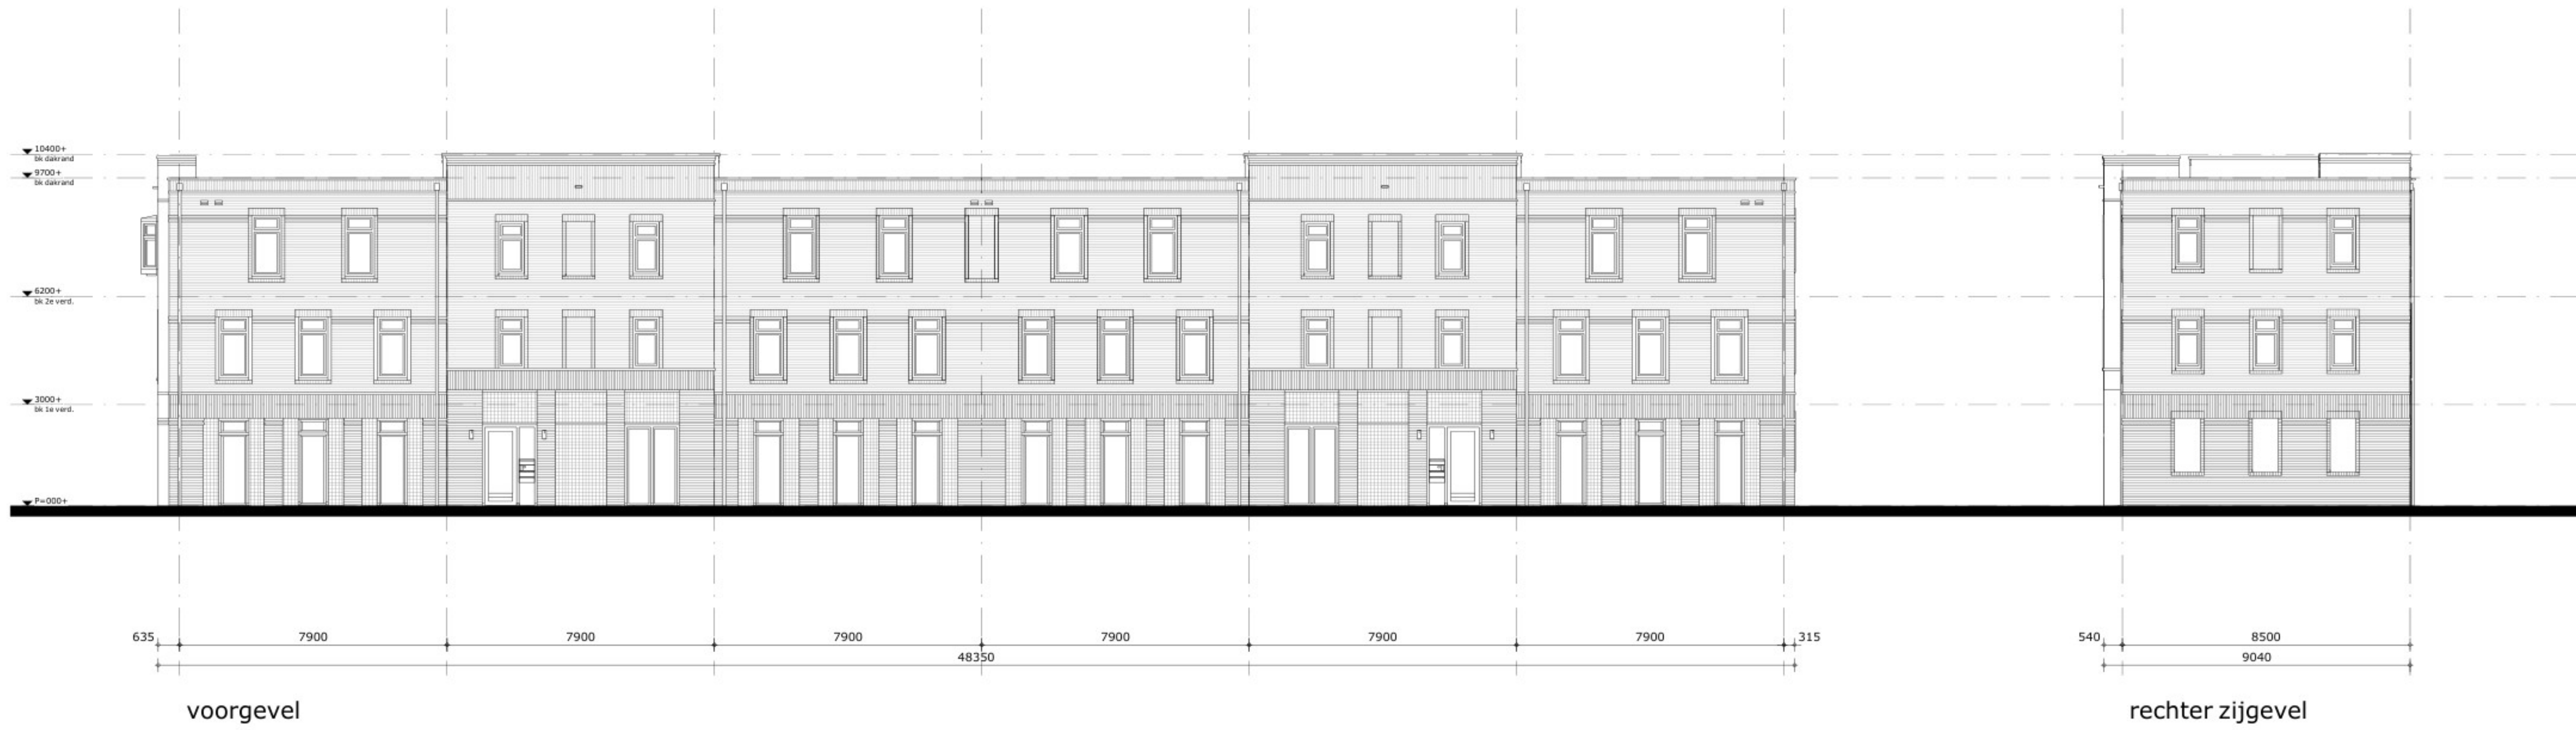 10400+
bk dakrand
9700+
bk dakrand
6200+
bk 2e verd.
3000+
bk 1e verd.
P=000+
635 7900 7900 7900 7900 7900 7900 315
48350
540 8500
9040
voorgevel
rechter zijgevel